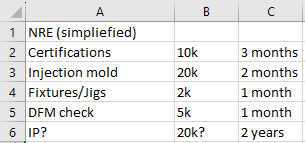 A B C
1 NRE (simpliefied)
2 Certifications 10k 3 months
3 Injection mold 20k 2 months
4 Fixtures/Jigs 2k 1 month
5 DFM check 5k 1 month
6 IP? 20k? 2 years